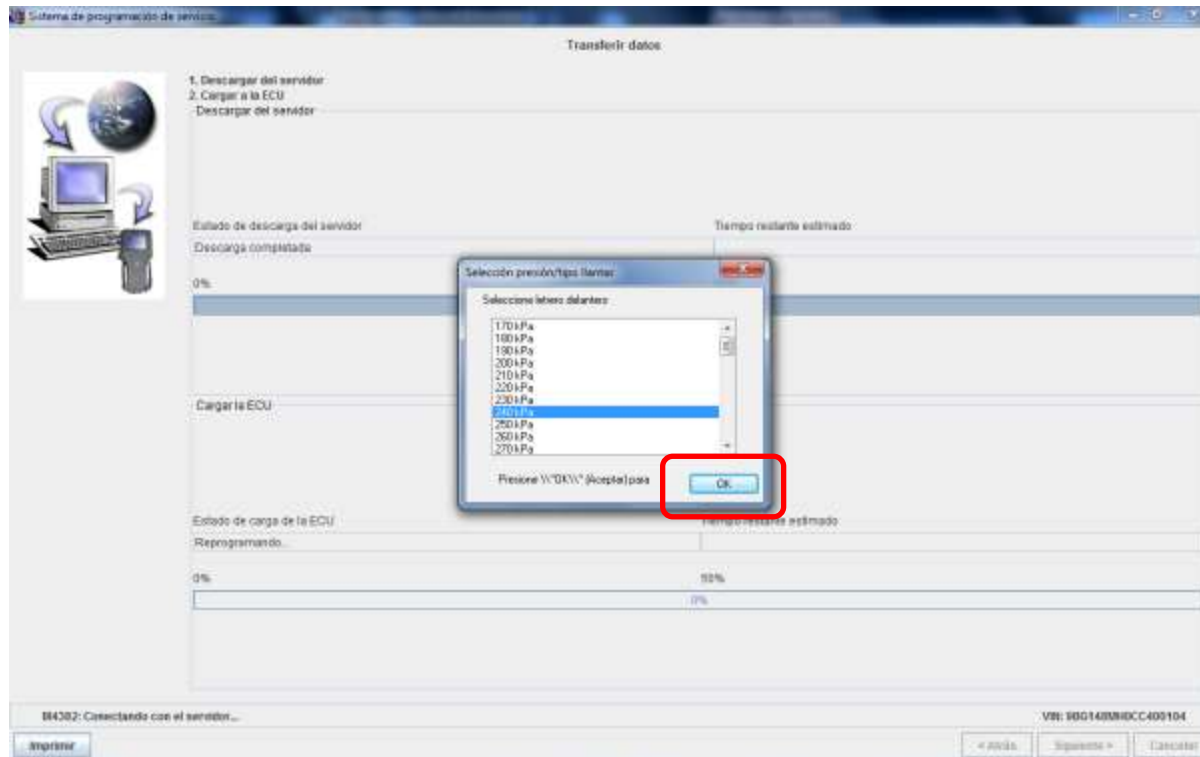 Sistema de programación de servicio
Transferir datos
1. Descargar del servidor
2. Cargar a la ECU
Descargar del servidor
Estado de descarga del servidor
Tiempo restante estimado
Descarga completada
0%
Selección presión/tipo llantas
Seleccione letrero delantero
170 kPa
180 kPa
190 kPa
200 kPa
210 kPa
220 kPa
230 kPa
240 kPa
250 kPa
260 kPa
270 kPa
Presione \\"OK\\" (Aceptar) para
OK
Cargar la ECU
Estado de carga de la ECU
Tiempo restante estimado
Reprogramando...
0%
50%
0%
Conectando con el servidor...
Imprimir
< Atrás
Siguiente >
Cancelar